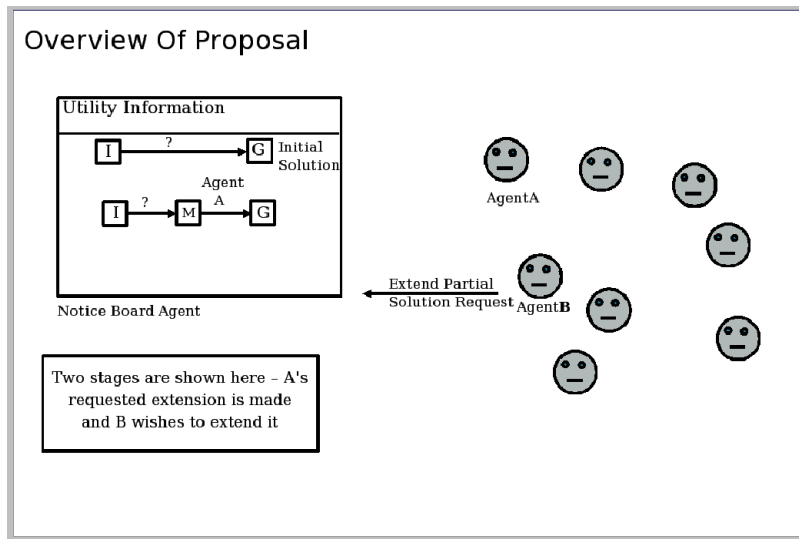 Overview Of Proposal
Utility Information
I
?
G
Initial
Solution
Agent
A
I
?
M
G
Notice Board Agent
AgentA
Extend Partial
Solution Request
AgentB
Two stages are shown here – A's
requested extension is made
and B wishes to extend it